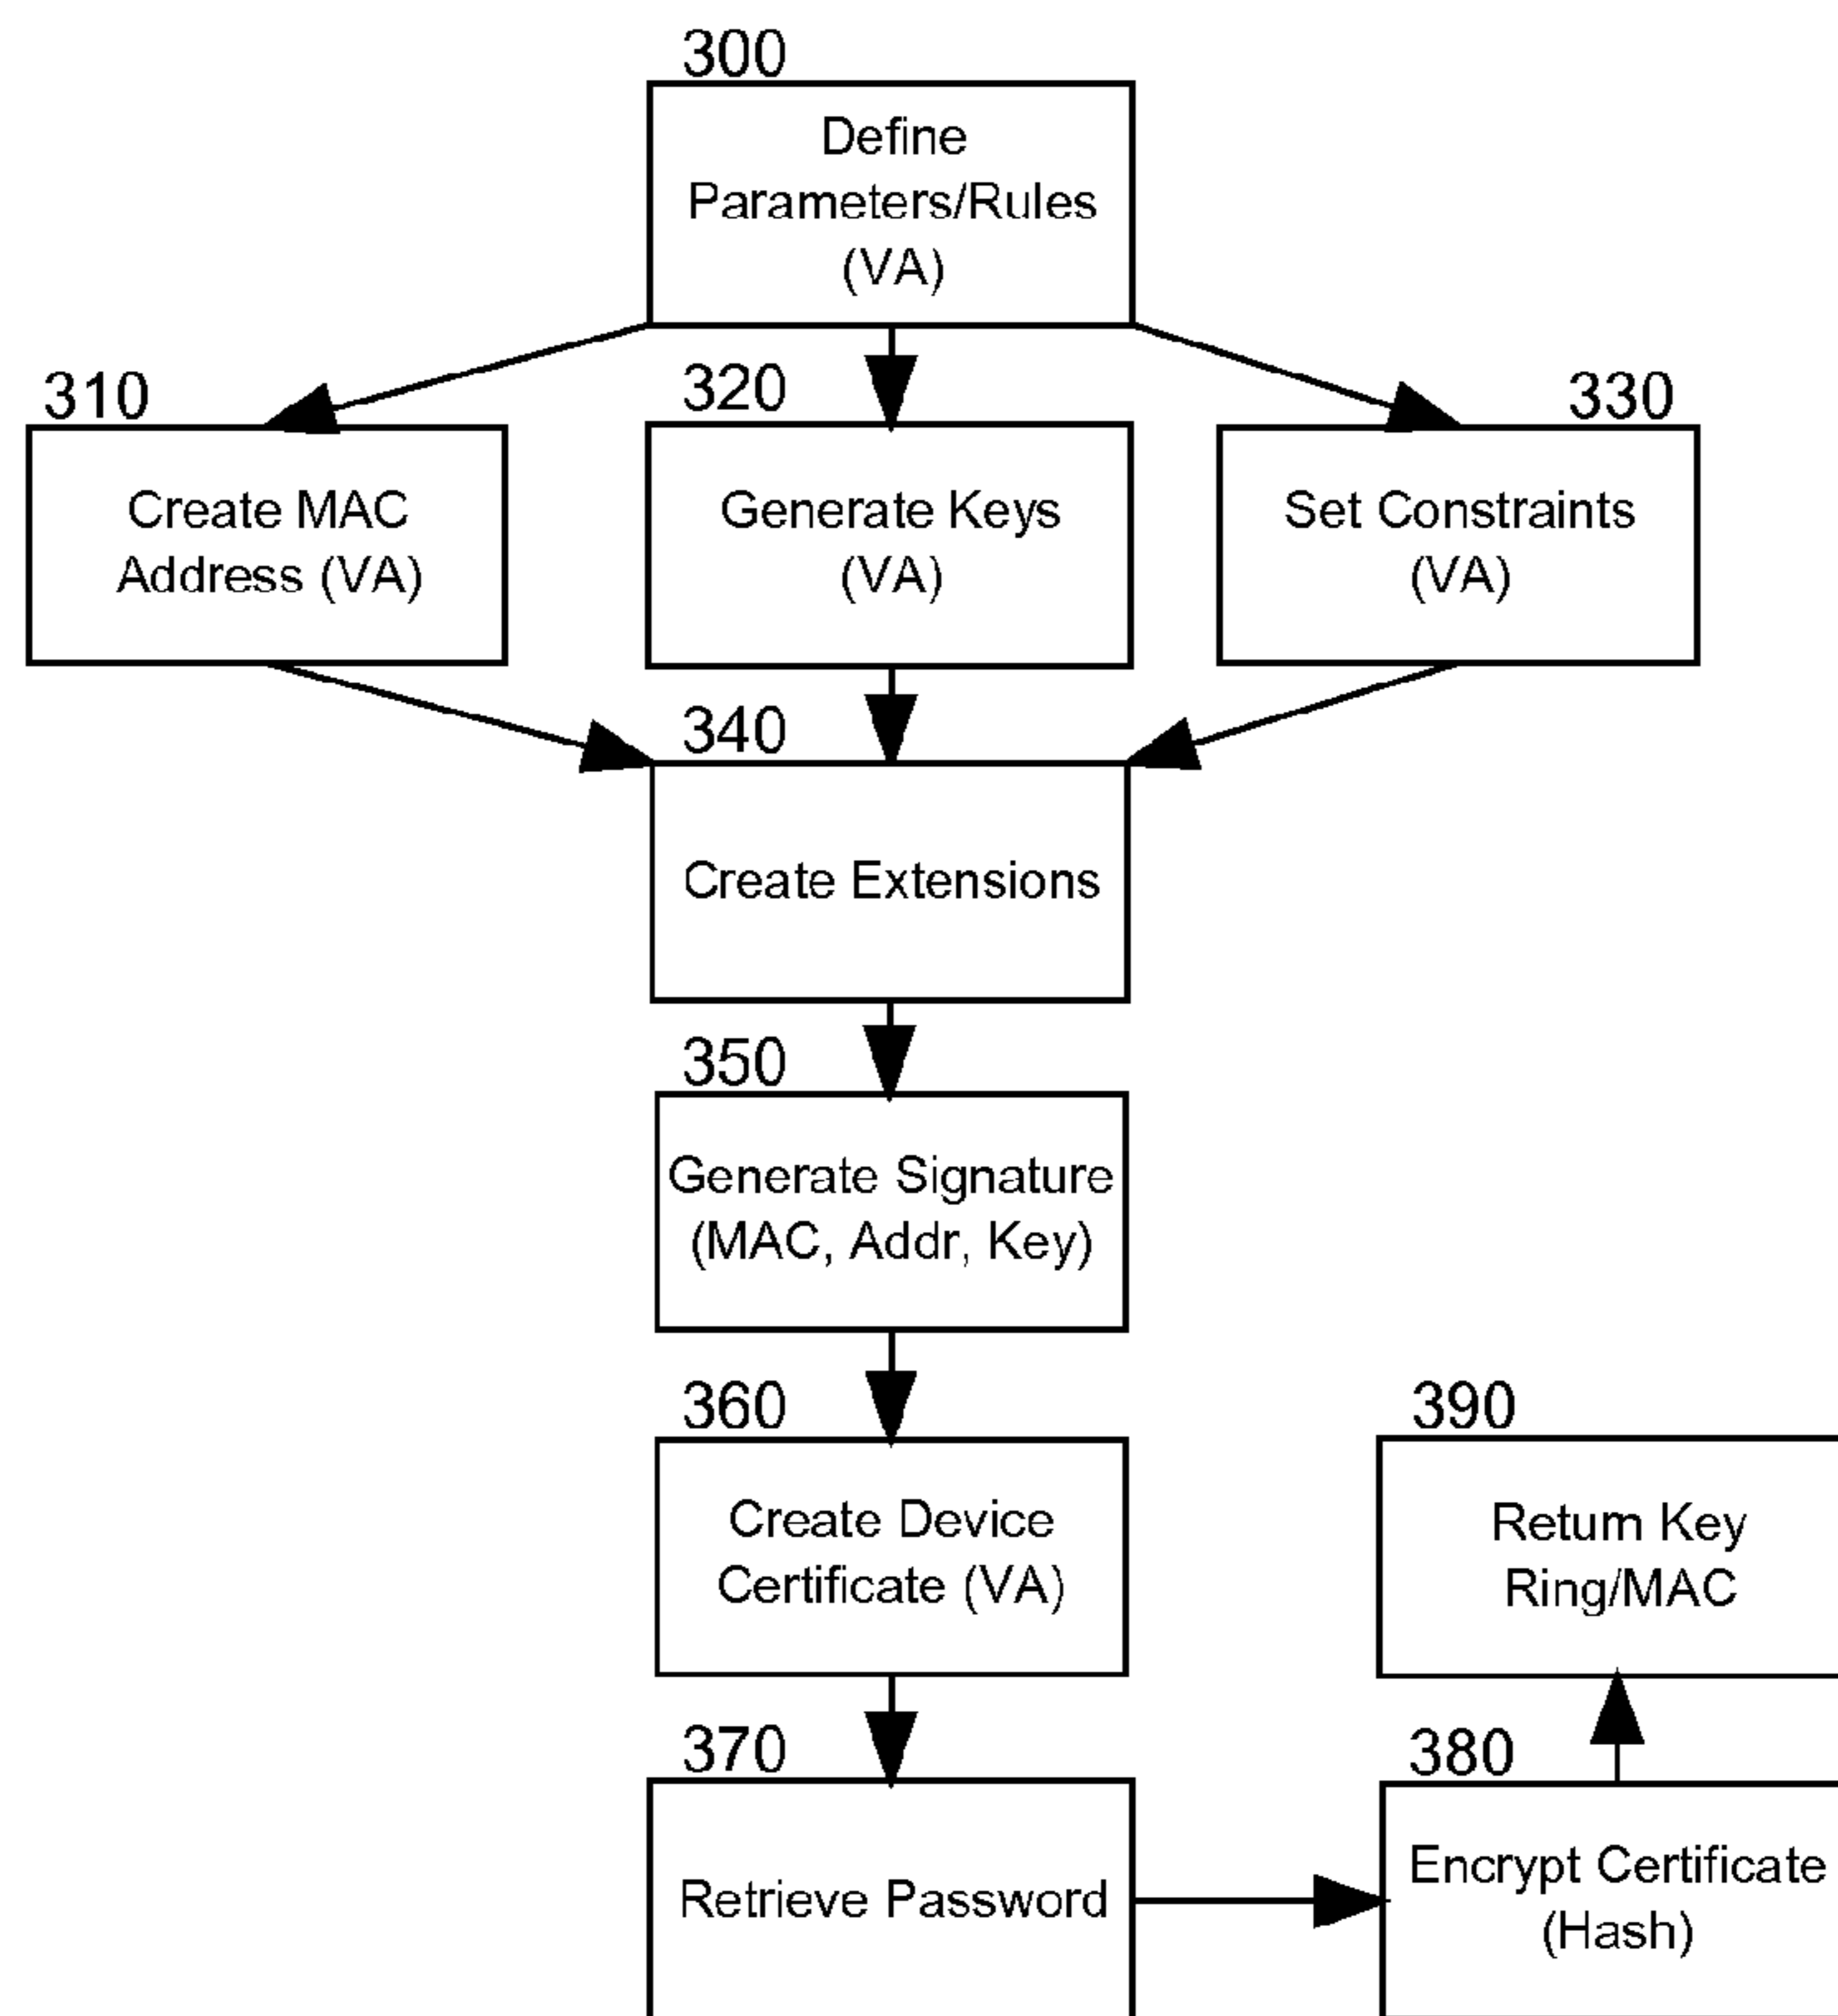 300
Define
Parameters/Rules
(VA)
310
Create MAC
Address (VA)
320
Generate Keys
(VA)
330
Set Constraints
(VA)
340
Create Extensions
350
Generate Signature
(MAC, Addr, Key)
360
Create Device
Certificate (VA)
370
Retrieve Password
380
Encrypt Certificate
(Hash)
390
Return Key
Ring/MAC